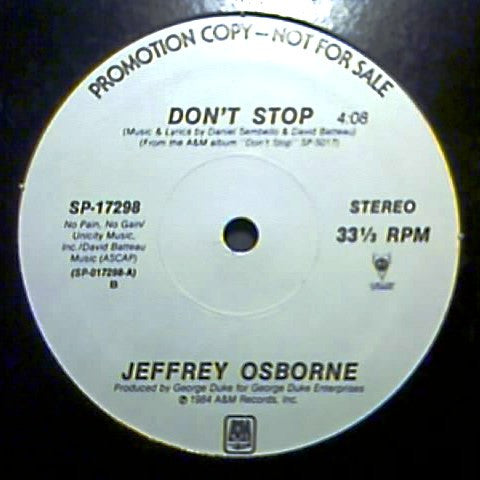 PROMOTION COPY — NOT FOR SALE
DON'T STOP 4:08
(Music & Lyrics by Daniel Sembello & David Batteau)
(From the A&M album "Don't Stop" SP-5017)
SP-17298
No Pain, No Gain/
Unicity Music,
Inc./David Batteau
Music (ASCAP)
(SP-017298-A)
B
STEREO
33⅓ RPM
JEFFREY OSBORNE
Produced by George Duke for George Duke Enterprises
℗ 1984 A&M Records, Inc.
A&M